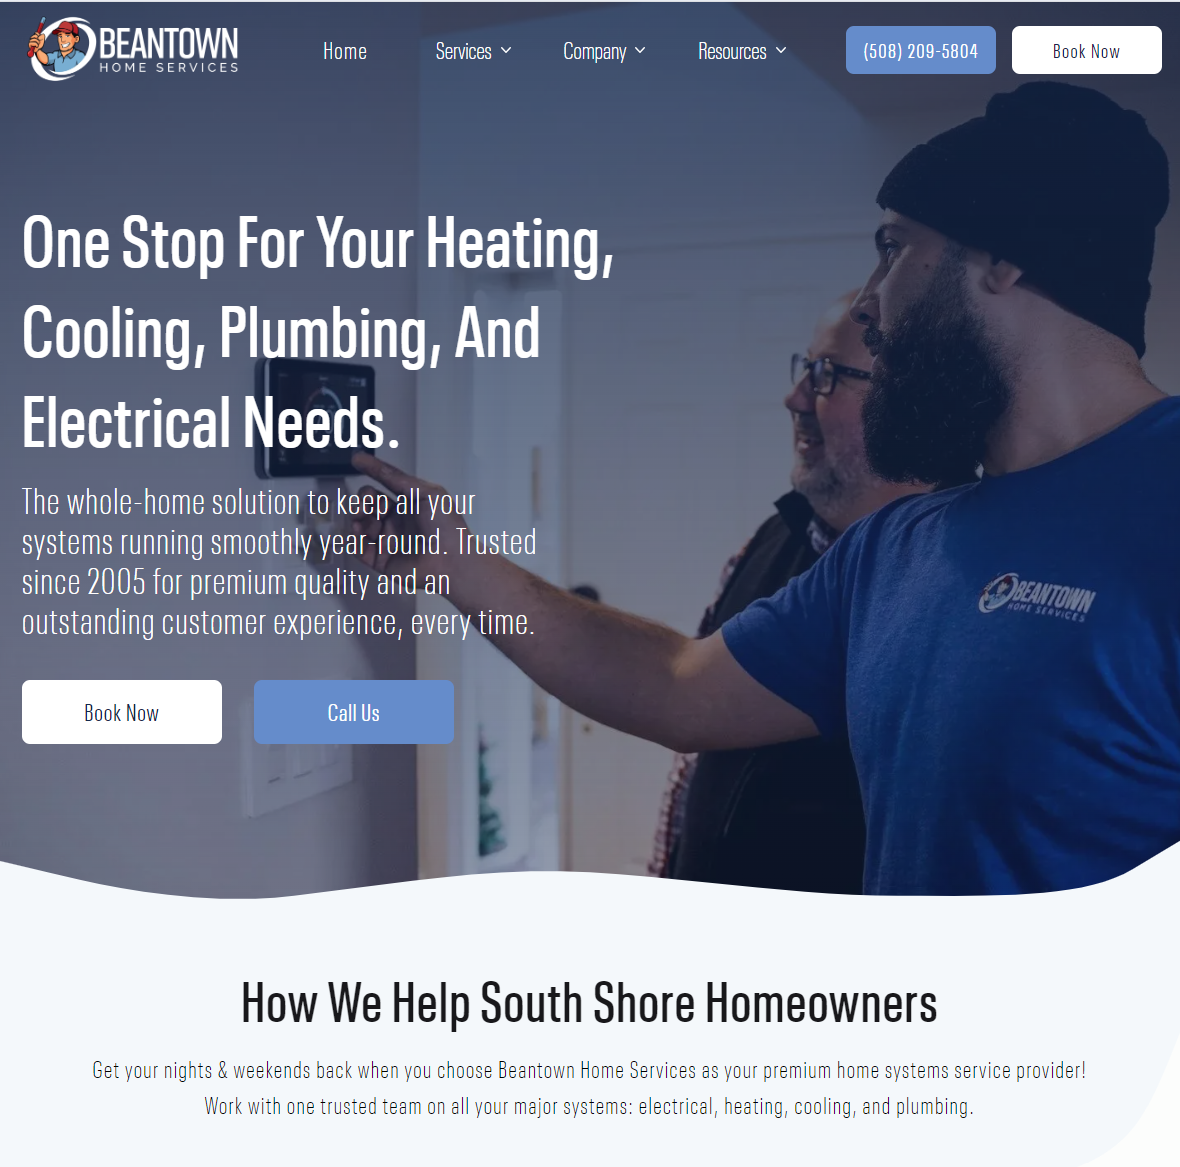 BEANTOWN
HOME SERVICES
Home
Services
Company
Resources
(508) 209-5804
Book Now
One Stop For Your Heating,
Cooling, Plumbing, And
Electrical Needs.
The whole-home solution to keep all your
systems running smoothly year-round. Trusted
since 2005 for premium quality and an
outstanding customer experience, every time.
BEANTOWN
HOME SERVICES
Book Now
Call Us
How We Help South Shore Homeowners
Get your nights & weekends back when you choose Beantown Home Services as your premium home systems service provider!
Work with one trusted team on all your major systems: electrical, heating, cooling, and plumbing.